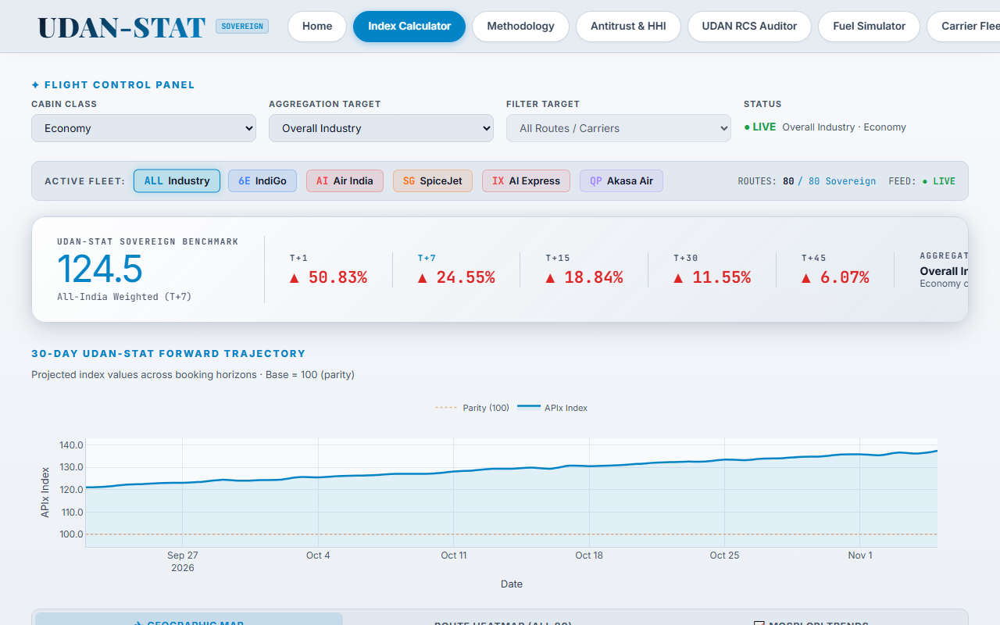 UDAN-STAT SOVEREIGN Home Index Calculator Methodology Antitrust & HHI UDAN RCS Auditor Fuel Simulator Carrier Flee
✦ FLIGHT CONTROL PANEL
CABIN CLASS AGGREGATION TARGET FILTER TARGET STATUS
Economy Overall Industry All Routes / Carriers ● LIVE Overall Industry · Economy
ACTIVE FLEET: ALL Industry 6E IndiGo AI Air India SG SpiceJet IX AI Express QP Akasa Air ROUTES: 80 / 80 Sovereign FEED: ● LIVE
UDAN-STAT SOVEREIGN BENCHMARK
124.5
All-India Weighted (T+7)
T+1 T+7 T+15 T+30 T+45 AGGREGAT
▲ 50.83% ▲ 24.55% ▲ 18.84% ▲ 11.55% ▲ 6.07% Overall In
Economy c
30-DAY UDAN-STAT FORWARD TRAJECTORY
Projected index values across booking horizons · Base = 100 (parity)
Parity (100) APIx Index
140.0
130.0
120.0
110.0
100.0
APIx Index
Sep 27 Oct 4 Oct 11 Oct 18 Oct 25 Nov 1
2026
Date
✈ GEOGRAPHIC MAP ROUTE HEATMAP (ALL 80) MOSPI CPI TRENDS